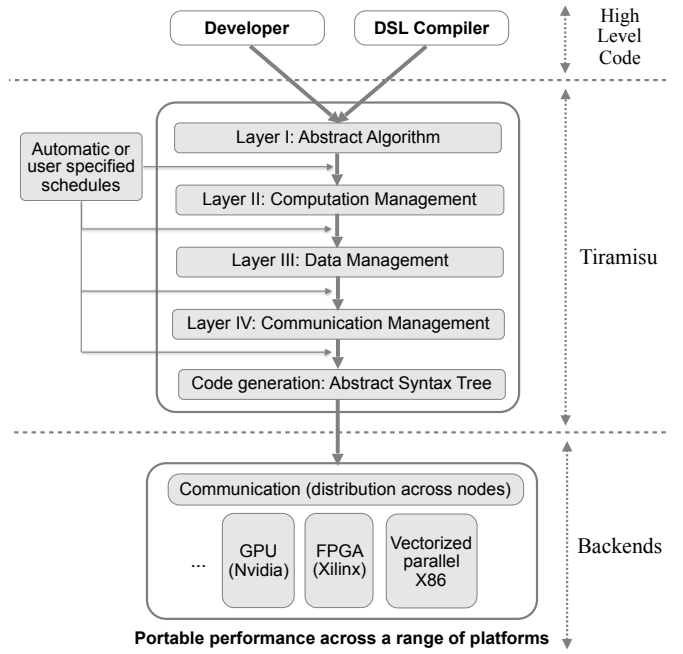 Developer
DSL Compiler
High
Level
Code
Layer I: Abstract Algorithm
Automatic or
user specified
schedules
Layer II: Computation Management
Layer III: Data Management
Tiramisu
Layer IV: Communication Management
Code generation: Abstract Syntax Tree
Communication (distribution across nodes)
...
GPU
(Nvidia)
FPGA
(Xilinx)
Vectorized
parallel
X86
Backends
Portable performance across a range of platforms